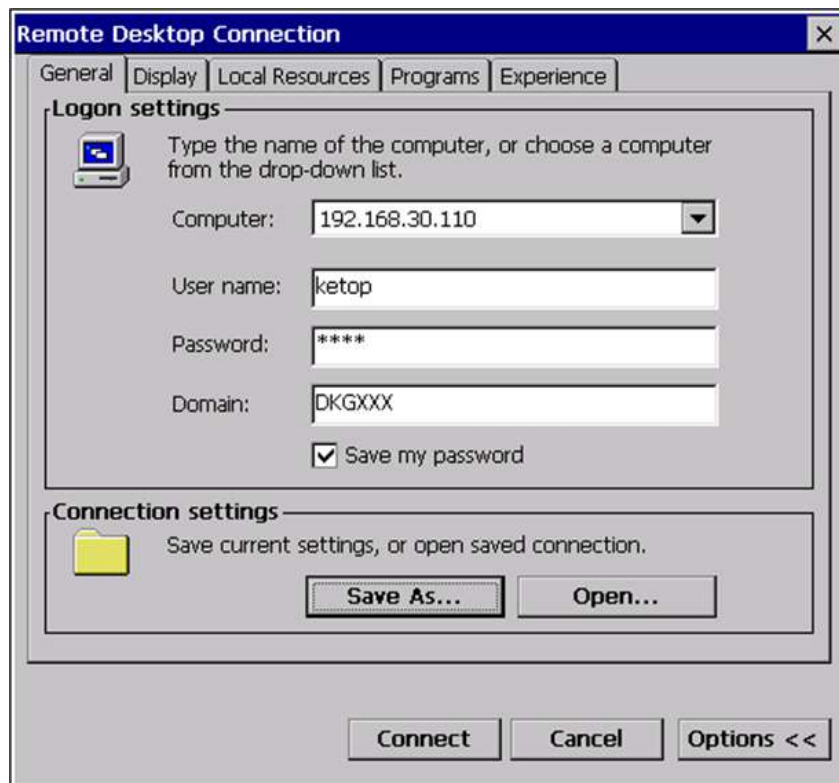 Remote Desktop Connection
General Display Local Resources Programs Experience
Logon settings
Type the name of the computer, or choose a computer
from the drop-down list.
Computer: 192.168.30.110
User name: ketop
Password: ****
Domain: DKGXXX
Save my password
Connection settings
Save current settings, or open saved connection.
Save As... Open...
Connect Cancel Options <<